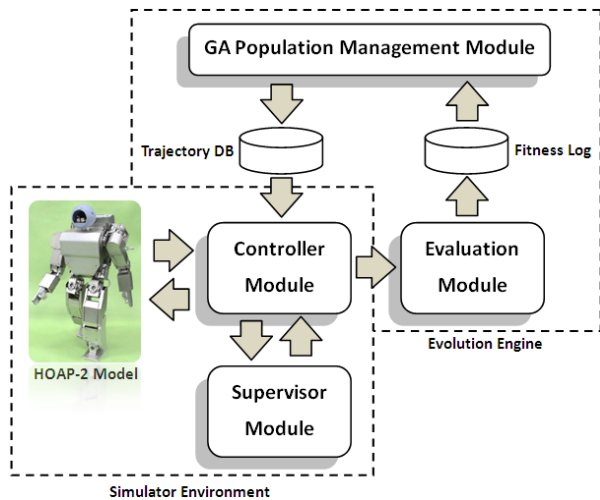 GA Population Management Module
Trajectory DB
Fitness Log
Controller
Module
Evaluation
Module
Evolution Engine
HOAP-2 Model
Supervisor
Module
Simulator Environment